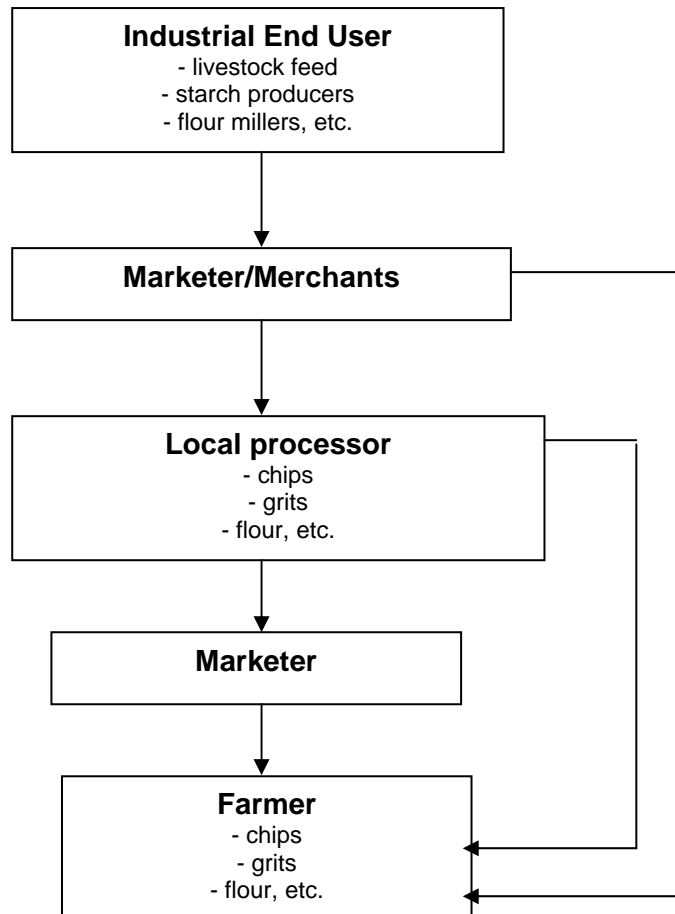 Industrial End User
- livestock feed
- starch producers
- flour millers, etc.
Marketer/Merchants
Local processor
- chips
- grits
- flour, etc.
Marketer
Farmer
- chips
- grits
- flour, etc.